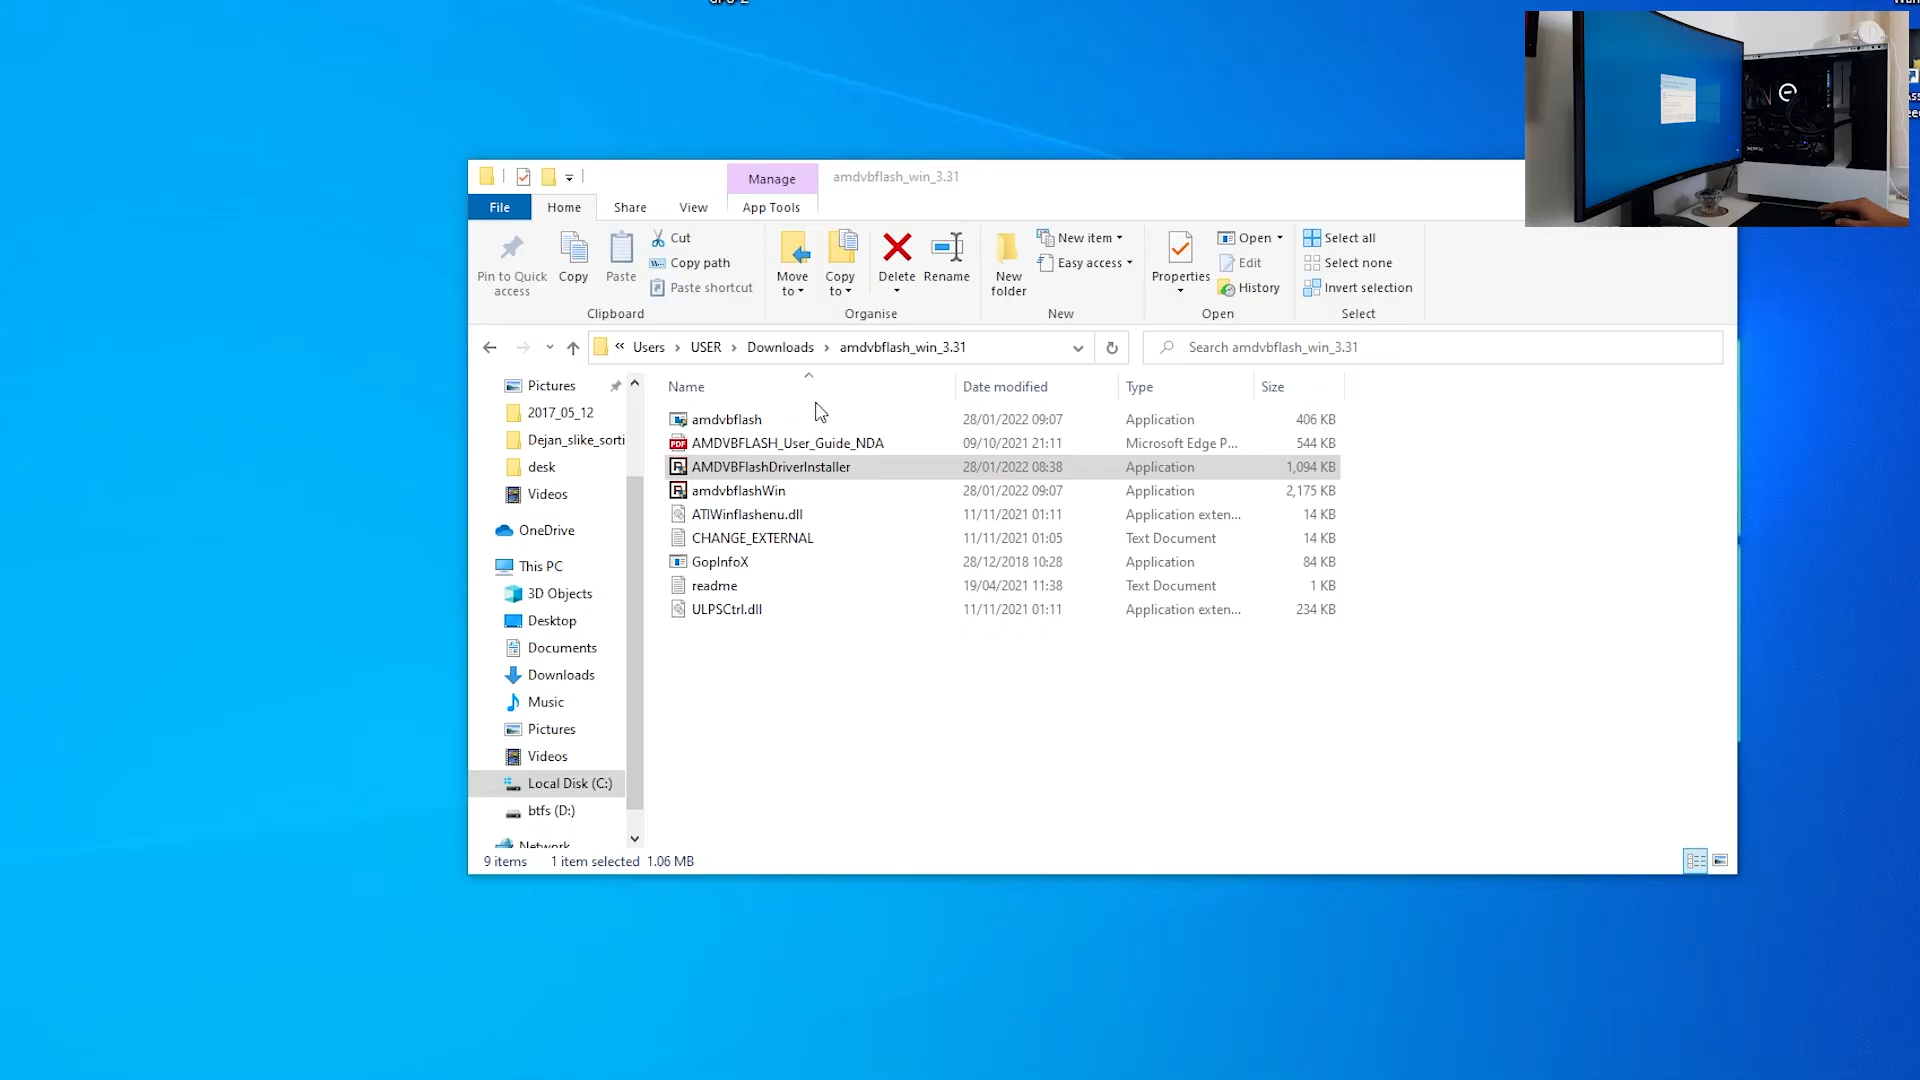 GPU-Z
Manage
amdvbflash_win_3.31
File
Home
Share
View
App Tools
Pin to Quick access
Copy
Paste
Cut
Copy path
Paste shortcut
Clipboard
Move to
Copy to
Delete
Rename
Organise
New folder
New item
Easy access
New
Properties
Open
Edit
History
Open
Select all
Select none
Invert selection
Select
« Users › USER › Downloads › amdvbflash_win_3.31
Search amdvbflash_win_3.31
Pictures
2017_05_12
Dejan_slike_sorti
desk
Videos
OneDrive
This PC
3D Objects
Desktop
Documents
Downloads
Music
Pictures
Videos
Local Disk (C:)
btfs (D:)
Network
Name Date modified Type Size
amdvbflash 28/01/2022 09:07 Application 406 KB
PDF AMDVBFLASH_User_Guide_NDA 09/10/2021 21:11 Microsoft Edge P... 544 KB
AMDVBFlashDriverInstaller 28/01/2022 08:38 Application 1,094 KB
amdvbflashWin 28/01/2022 09:07 Application 2,175 KB
ATIWinflashenu.dll 11/11/2021 01:11 Application exten... 14 KB
CHANGE_EXTERNAL 11/11/2021 01:05 Text Document 14 KB
GopInfoX 28/12/2018 10:28 Application 84 KB
readme 19/04/2021 11:38 Text Document 1 KB
ULPSCtrl.dll 11/11/2021 01:11 Application exten... 234 KB
9 items 1 item selected 1.06 MB
XFX